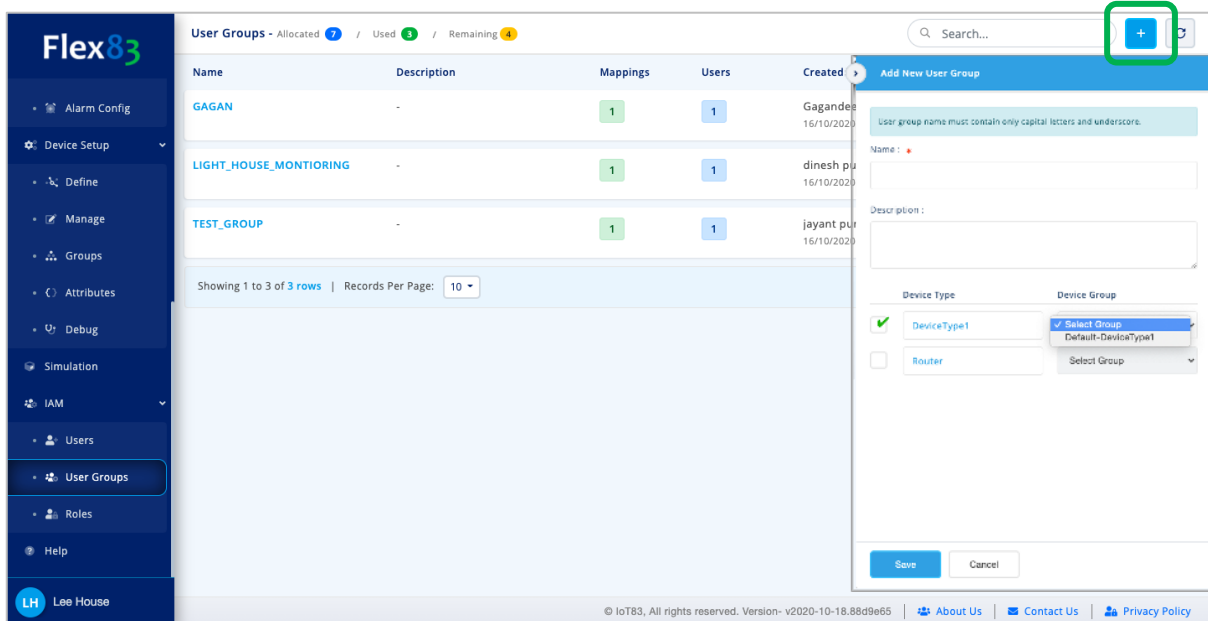 Flex83
Alarm Config
Device Setup
Define
Manage
Groups
Attributes
Debug
Simulation
IAM
Users
User Groups
Roles
Help
LH Lee House
User Groups - Allocated 7 / Used 3 / Remaining 4
Search...
+
Name Description Mappings Users Created
GAGAN - 1 1 Gagandee
16/10/2020
LIGHT_HOUSE_MONTIORING - 1 1 dinesh pu
16/10/2020
TEST_GROUP - 1 1 jayant pur
16/10/2020
Showing 1 to 3 of 3 rows | Records Per Page: 10
Add New User Group
User group name must contain only capital letters and underscore.
Name : *
Description :
Device Type Device Group
DeviceType1 ✓ Select Group
Default-DeviceType1
Router Select Group
Save Cancel
© IoT83, All rights reserved. Version- v2020-10-18.88d9e65 | About Us | Contact Us | Privacy Policy